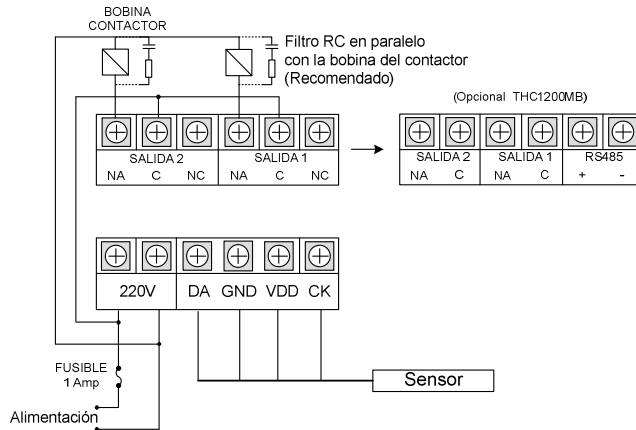 BOBINA
CONTACTOR
Filtro RC en paralelo
con la bobina del contactor
(Recomendado)
(Opcional THC1200MB)
SALIDA 2 SALIDA 1
NA C NC NA C NC
SALIDA 2 SALIDA 1 RS485
NA C NA C + -
220V DA GND VDD CK
FUSIBLE
1 Amp
Sensor
Alimentación